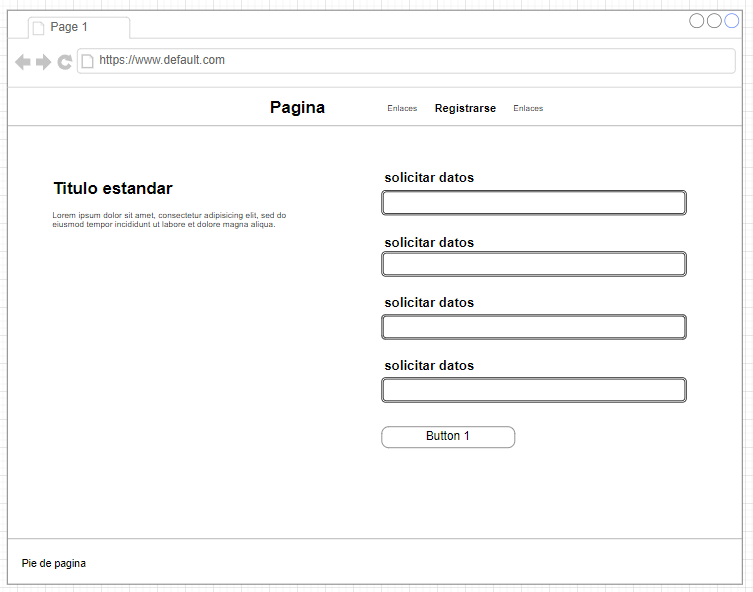 Page 1
https://www.default.com
Pagina
Enlaces
Registrarse
Enlaces
Titulo estandar
Lorem ipsum dolor sit amet, consectetur adipisicing elit, sed do
eiusmod tempor incididunt ut labore et dolore magna aliqua.
solicitar datos
solicitar datos
solicitar datos
solicitar datos
Button 1
Pie de pagina